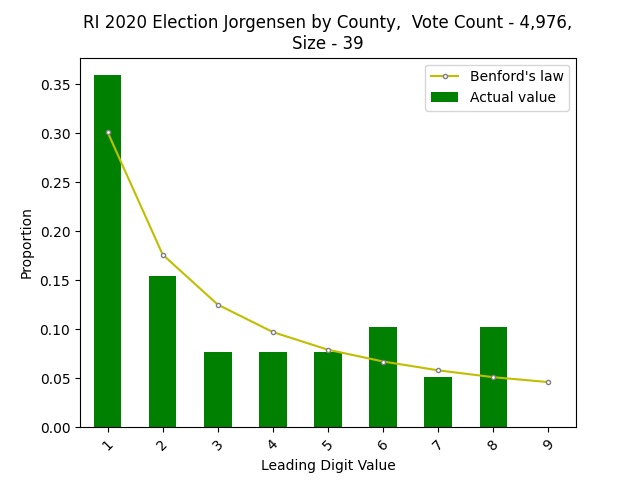 RI 2020 Election Jorgensen by County,  Vote Count - 4,976,
Size - 39
Benford's law
Actual value
0.35
0.30
0.25
0.20
0.15
0.10
0.05
0.00
Proportion
1 2 3 4 5 6 7 8 9
Leading Digit Value